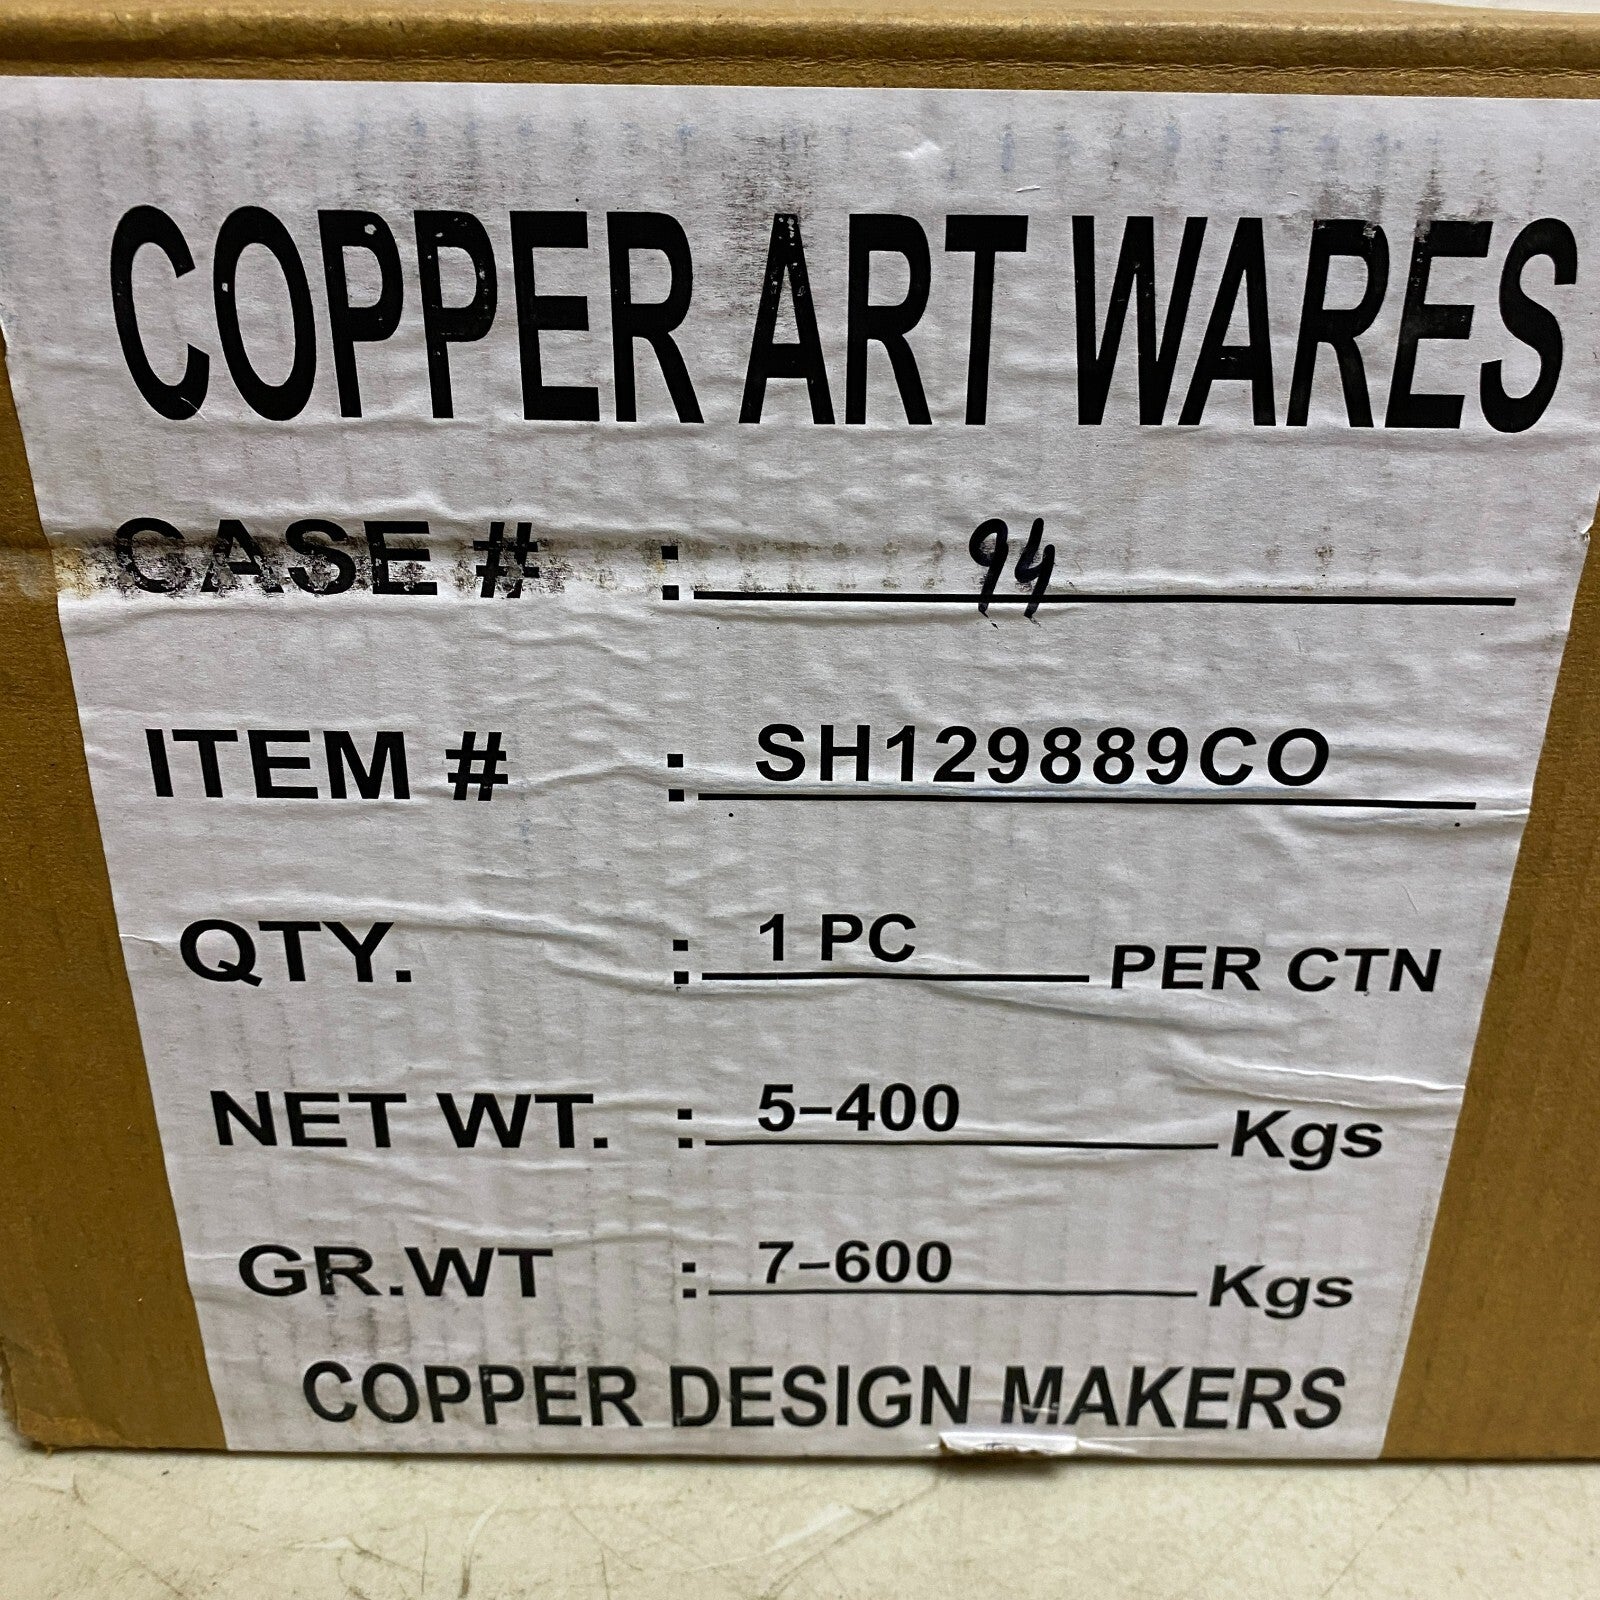 COPPER ART WARES
CASE # : 94
ITEM # : SH129889CO
QTY. : 1 PC PER CTN
NET WT. : 5-400 Kgs
GR.WT : 7-600 Kgs
COPPER DESIGN MAKERS